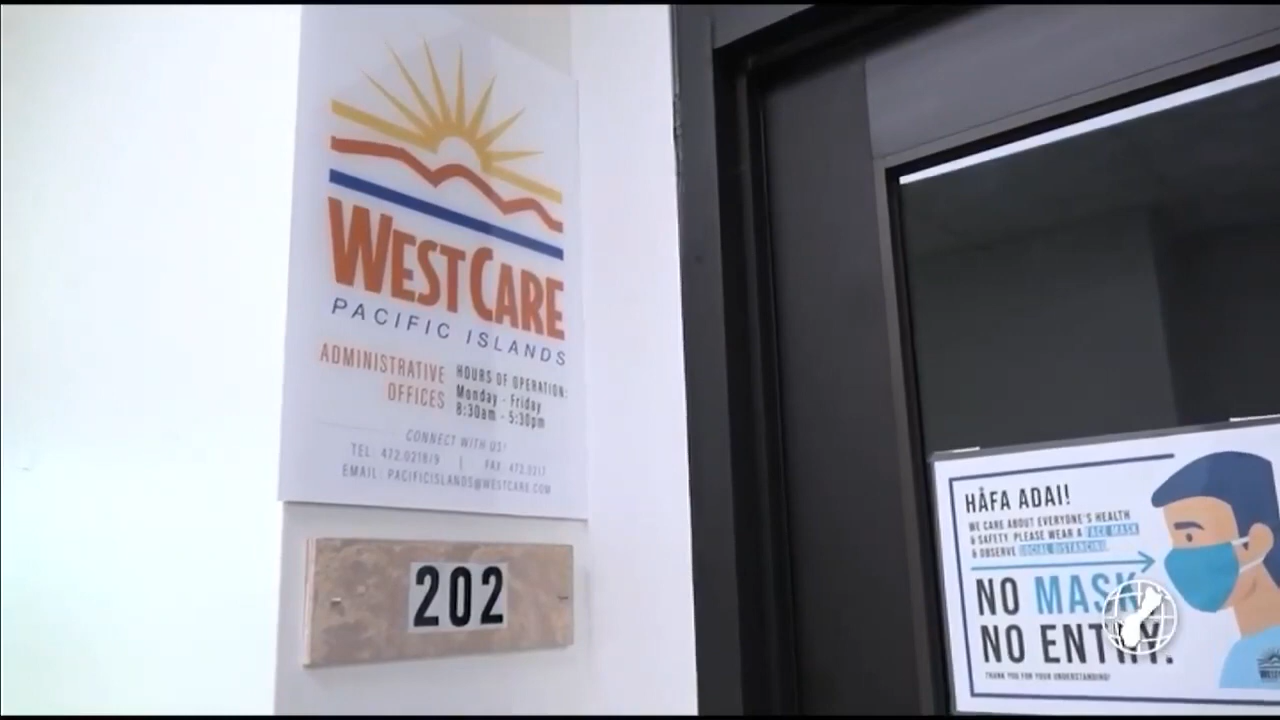 WESTCARE
PACIFIC ISLANDS
ADMINISTRATIVE
OFFICES
HOURS OF OPERATION:
Monday - Friday
8:30am - 5:30pm
CONNECT WITH US!
TEL: 472.0218/9 | FAX: 472.0217
EMAIL: PACIFICISLANDS@WESTCARE.COM
202
HÅFA ADAI!
WE CARE ABOUT EVERYONE'S HEALTH
& SAFETY. PLEASE WEAR A FACE MASK
& OBSERVE SOCIAL DISTANCING.
NO MASK,
NO ENTRY.
THANK YOU FOR YOUR UNDERSTANDING!